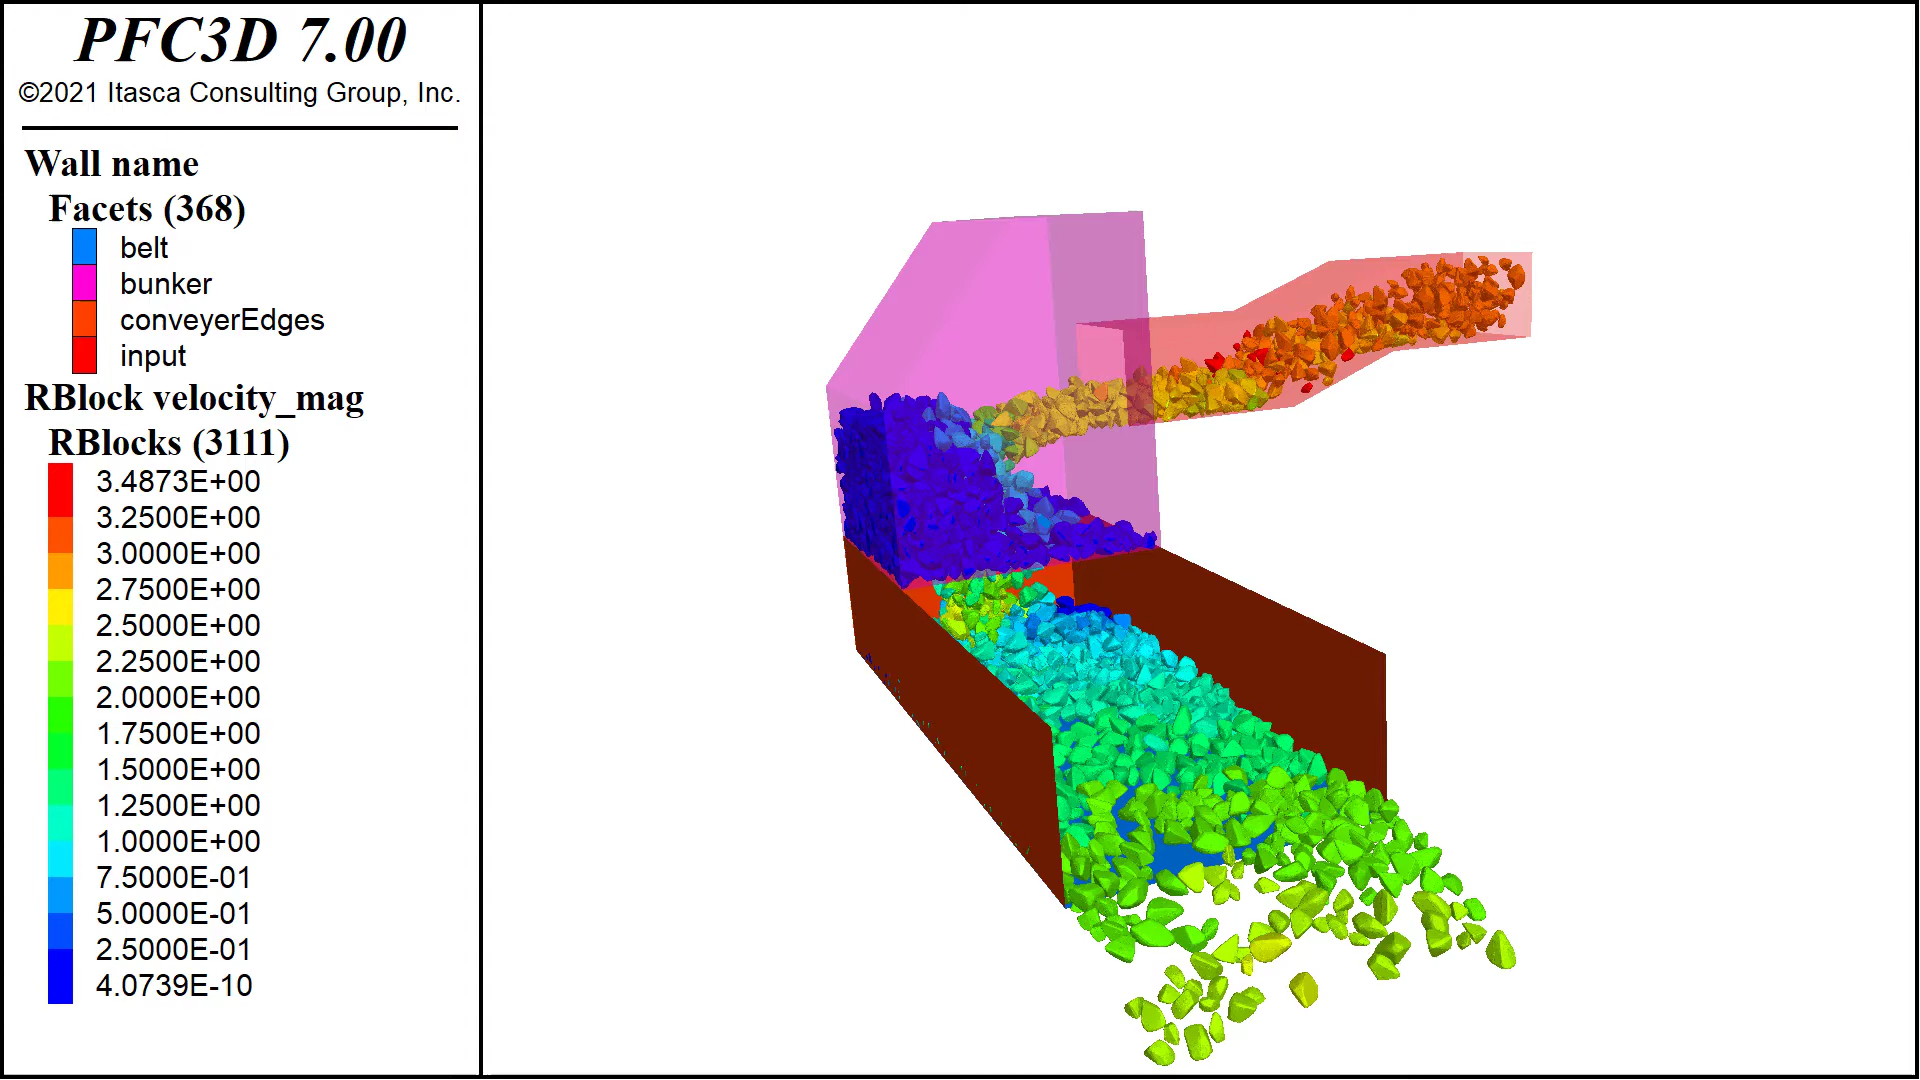 PFC3D 7.00
©2021 Itasca Consulting Group, Inc.
Wall name
Facets (368)
belt
bunker
conveyerEdges
input
RBlock velocity_mag
RBlocks (3111)
3.4873E+00
3.2500E+00
3.0000E+00
2.7500E+00
2.5000E+00
2.2500E+00
2.0000E+00
1.7500E+00
1.5000E+00
1.2500E+00
1.0000E+00
7.5000E-01
5.0000E-01
2.5000E-01
4.0739E-10